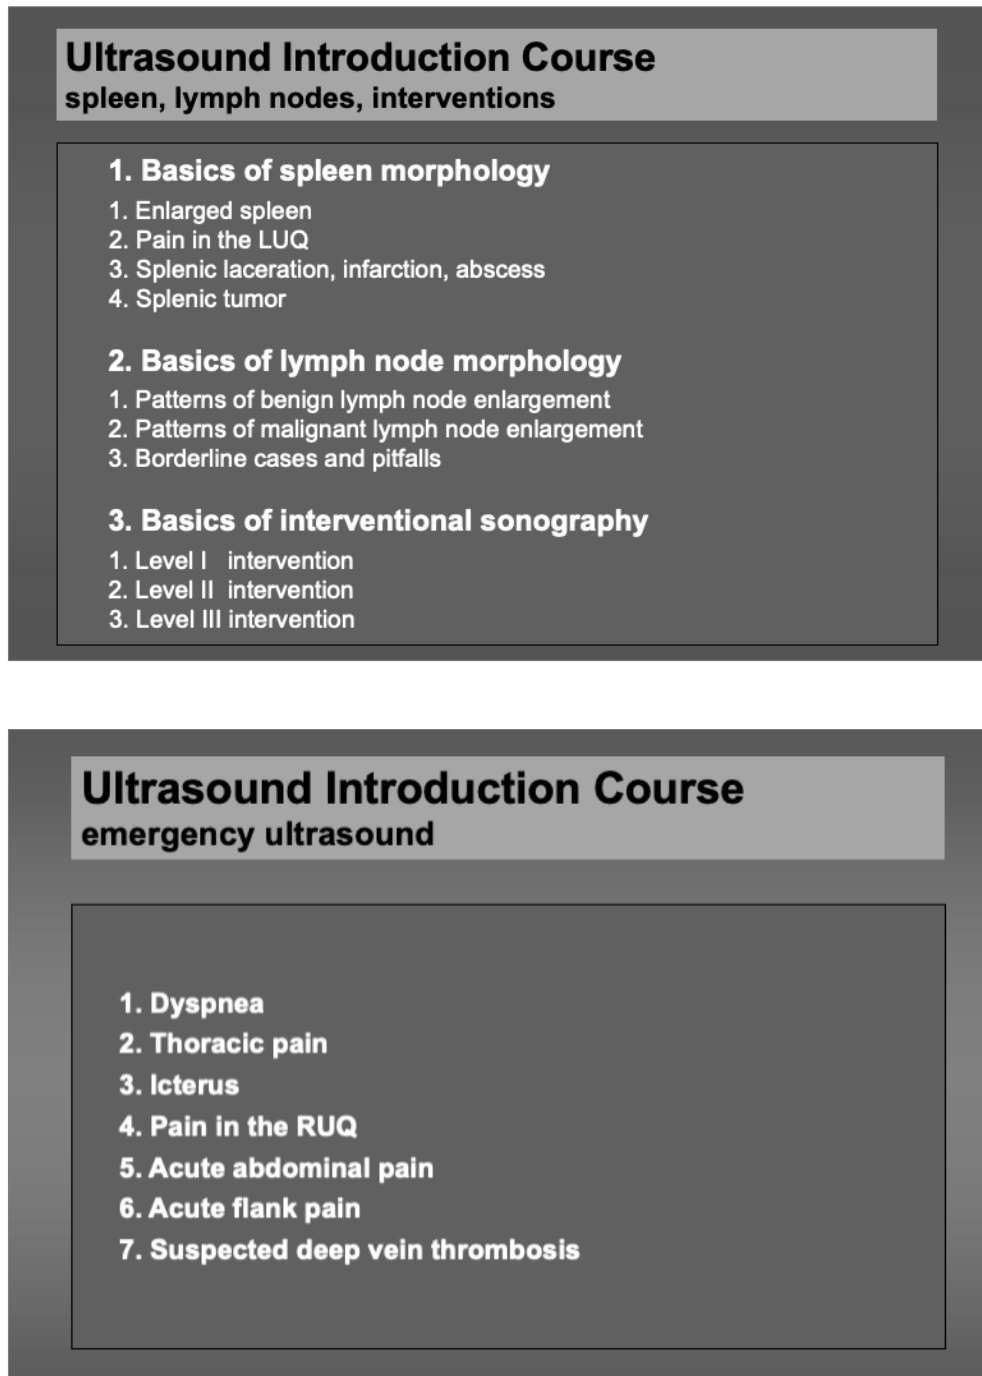 Ultrasound Introduction Course
spleen, lymph nodes, interventions
1. Basics of spleen morphology
1. Enlarged spleen
2. Pain in the LUQ
3. Splenic laceration, infarction, abscess
4. Splenic tumor
2. Basics of lymph node morphology
1. Patterns of benign lymph node enlargement
2. Patterns of malignant lymph node enlargement
3. Borderline cases and pitfalls
3. Basics of interventional sonography
1. Level I intervention
2. Level II intervention
3. Level III intervention
Ultrasound Introduction Course
emergency ultrasound
1. Dyspnea
2. Thoracic pain
3. Icterus
4. Pain in the RUQ
5. Acute abdominal pain
6. Acute flank pain
7. Suspected deep vein thrombosis